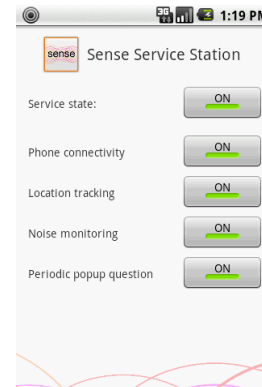 3G 1:19 PM
sense Sense Service Station
Service state: ON
Phone connectivity ON
Location tracking ON
Noise monitoring ON
Periodic popup question ON